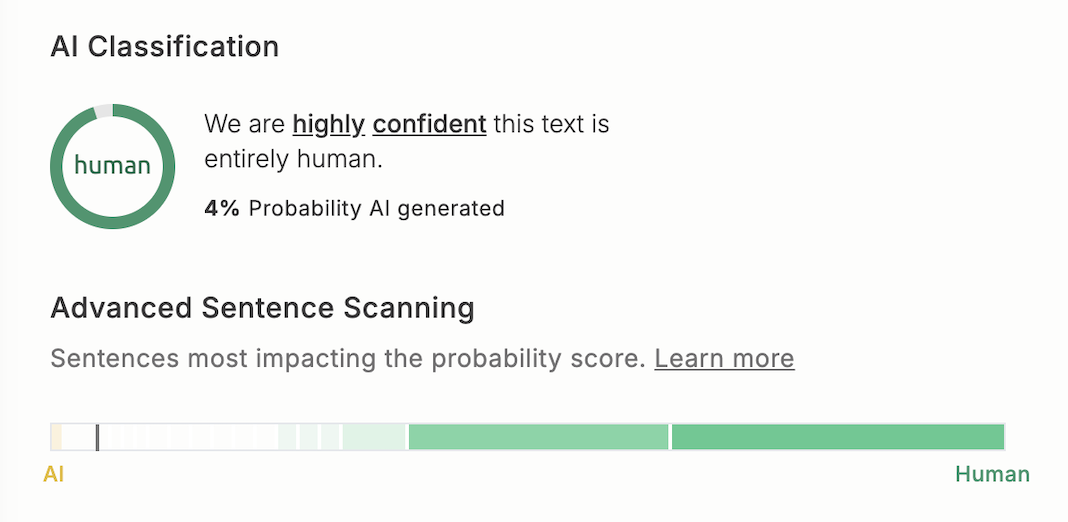 AI Classification
human
We are highly confident this text is
entirely human.
4% Probability AI generated
Advanced Sentence Scanning
Sentences most impacting the probability score. Learn more
AI
Human